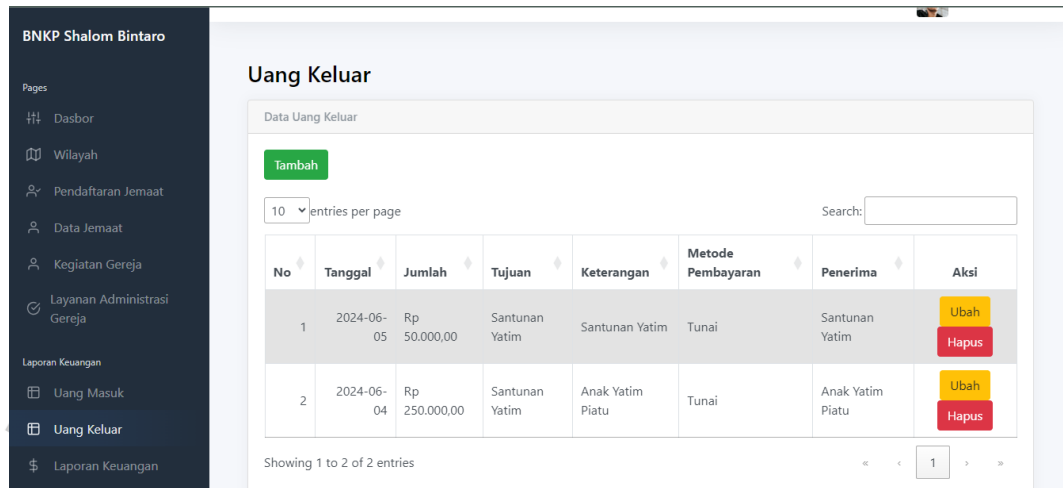 BNKP Shalom Bintaro
Pages
Dasbor
Wilayah
Pendaftaran Jemaat
Data Jemaat
Kegiatan Gereja
Layanan Administrasi
Gereja
Laporan Keuangan
Uang Masuk
Uang Keluar
Laporan Keuangan
Uang Keluar
Data Uang Keluar
Tambah
10 entries per page
Search:
No Tanggal Jumlah Tujuan Keterangan Metode Pembayaran Penerima Aksi
1 2024-06-05 Rp 50.000,00 Santunan Yatim Santunan Yatim Tunai Santunan Yatim Ubah Hapus
2 2024-06-04 Rp 250.000,00 Santunan Yatim Anak Yatim Piatu Tunai Anak Yatim Piatu Ubah Hapus
Showing 1 to 2 of 2 entries
« ‹ 1 › »